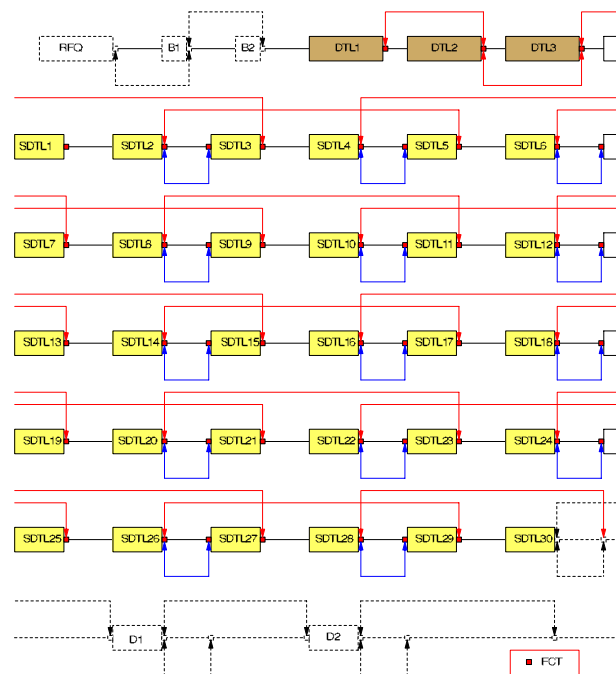 RFQ B1 B2 DTL1 DTL2 DTL3
SDTL1 SDTL2 SDTL3 SDTL4 SDTL5 SDTL6
SDTL7 SDTL8 SDTL9 SDTL10 SDTL11 SDTL12
SDTL13 SDTL14 SDTL15 SDTL16 SDTL17 SDTL18
SDTL19 SDTL20 SDTL21 SDTL22 SDTL23 SDTL24
SDTL25 SDTL26 SDTL27 SDTL28 SDTL29 SDTL30
D1 D2
FCT